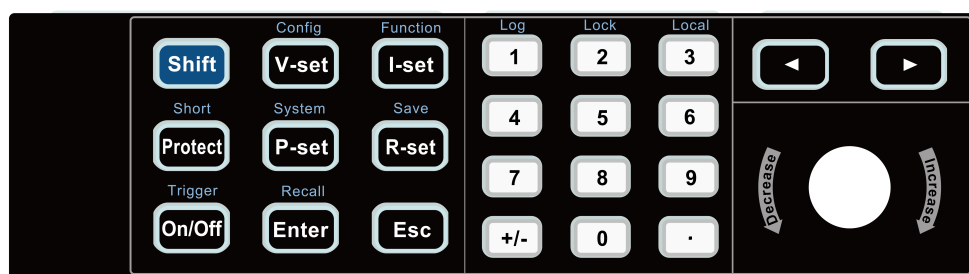 Config Function Log Lock Local
Shift V-set I-set 1 2 3 ◄ ►
Short System Save
Protect P-set R-set 4 5 6
Trigger Recall
On/Off Enter Esc
7 8 9
+/- 0 .
Decrease
Increase